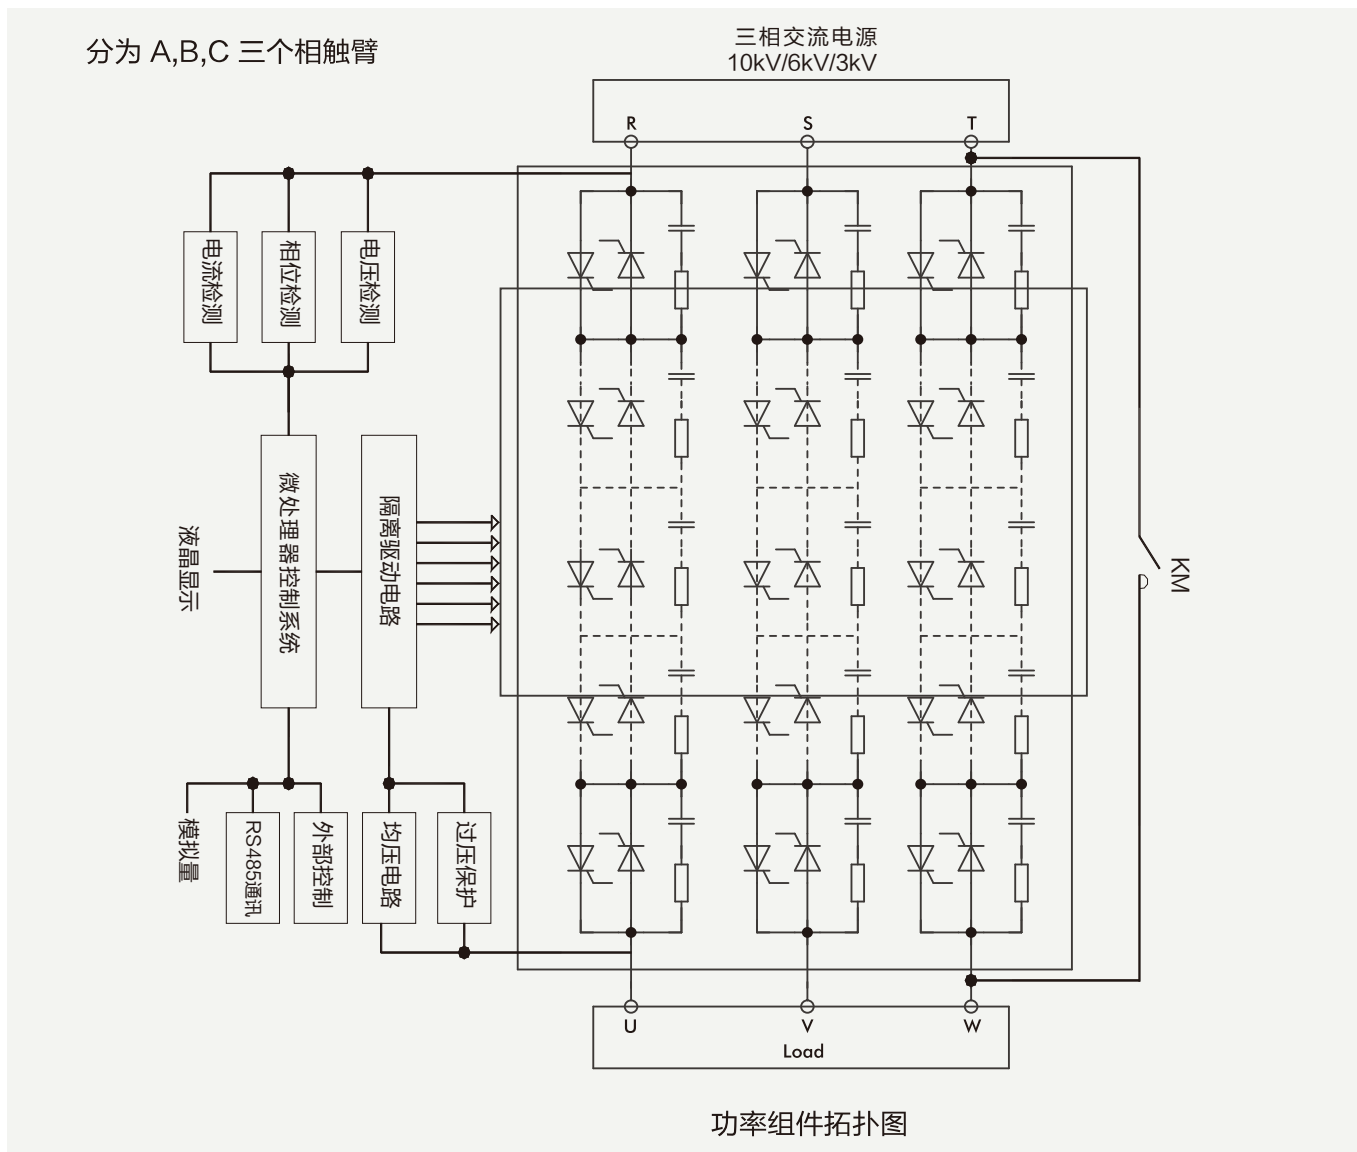 分为 A,B,C 三个相触臂
三相交流电源
10kV/6kV/3kV
R
S
T
电流检测
相位检测
电压检测
微处理器控制系统
隔离驱动电路
液晶显示
KM
模拟量
RS485通讯
外部控制
均压电路
过压保护
U
V
W
Load
功率组件拓扑图